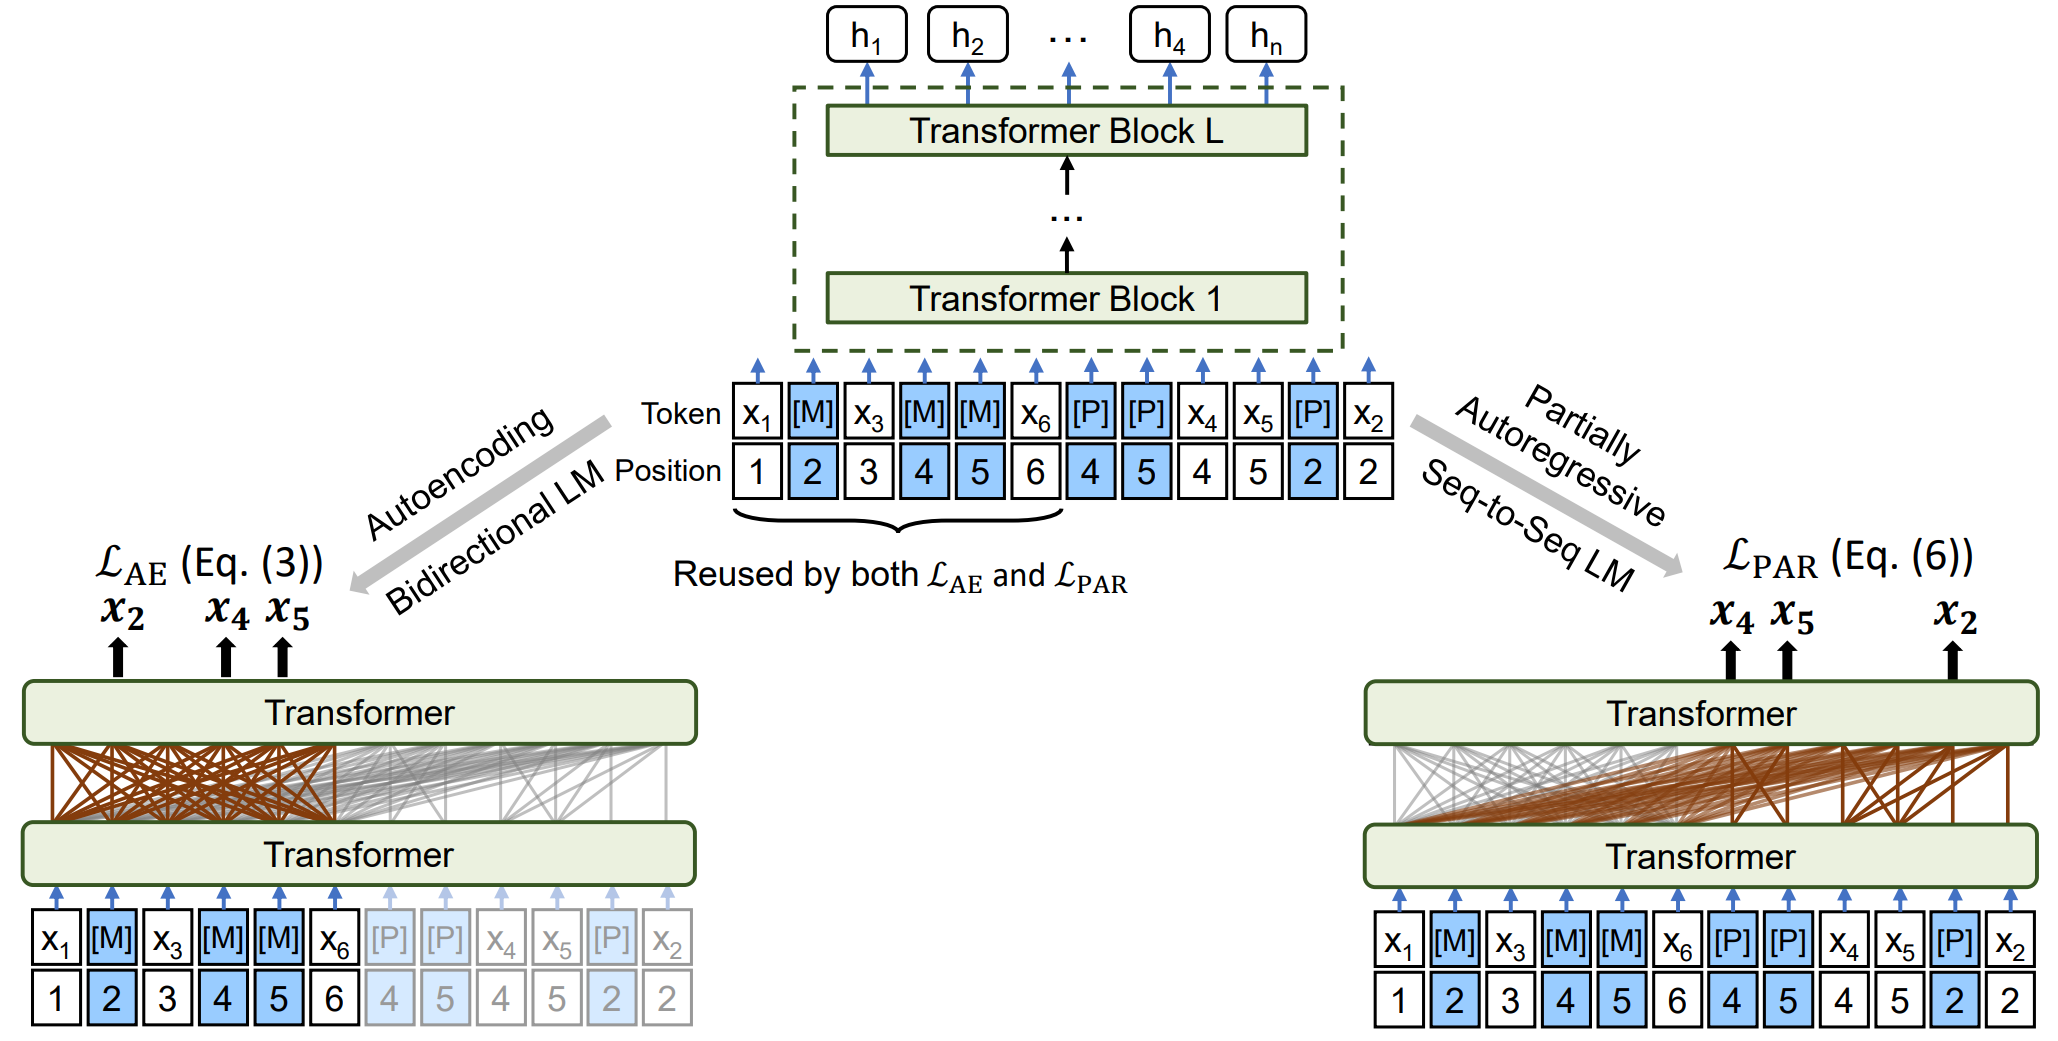 h1 h2 ... h4 hn
Transformer Block L
...
Transformer Block 1
Token x1 [M] x3 [M] [M] x6 [P] [P] x4 x5 [P] x2
Position 1 2 3 4 5 6 4 5 4 5 2 2
Reused by both ℒAE and ℒPAR
Autoencoding
Bidirectional LM
Partially
Autoregressive
Seq-to-Seq LM
ℒAE (Eq. (3))
x2 x4 x5
Transformer
Transformer
x1 [M] x3 [M] [M] x6 [P] [P] x4 x5 [P] x2
1 2 3 4 5 6 4 5 4 5 2 2
ℒPAR (Eq. (6))
x4 x5 x2
Transformer
Transformer
x1 [M] x3 [M] [M] x6 [P] [P] x4 x5 [P] x2
1 2 3 4 5 6 4 5 4 5 2 2